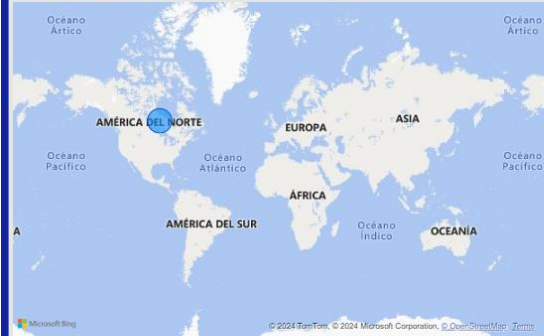 Océano
Ártico
Océano
Ártico
AMÉRICA DEL NORTE
EUROPA
ASIA
Océano
Pacífico
Océano
Atlántico
Océano
Pacífico
ÁFRICA
AMÉRICA DEL SUR
Océano
Índico
OCEANÍA
A
Microsoft Bing
© 2024 TomTom, © 2024 Microsoft Corporation, © OpenStreetMap Terms